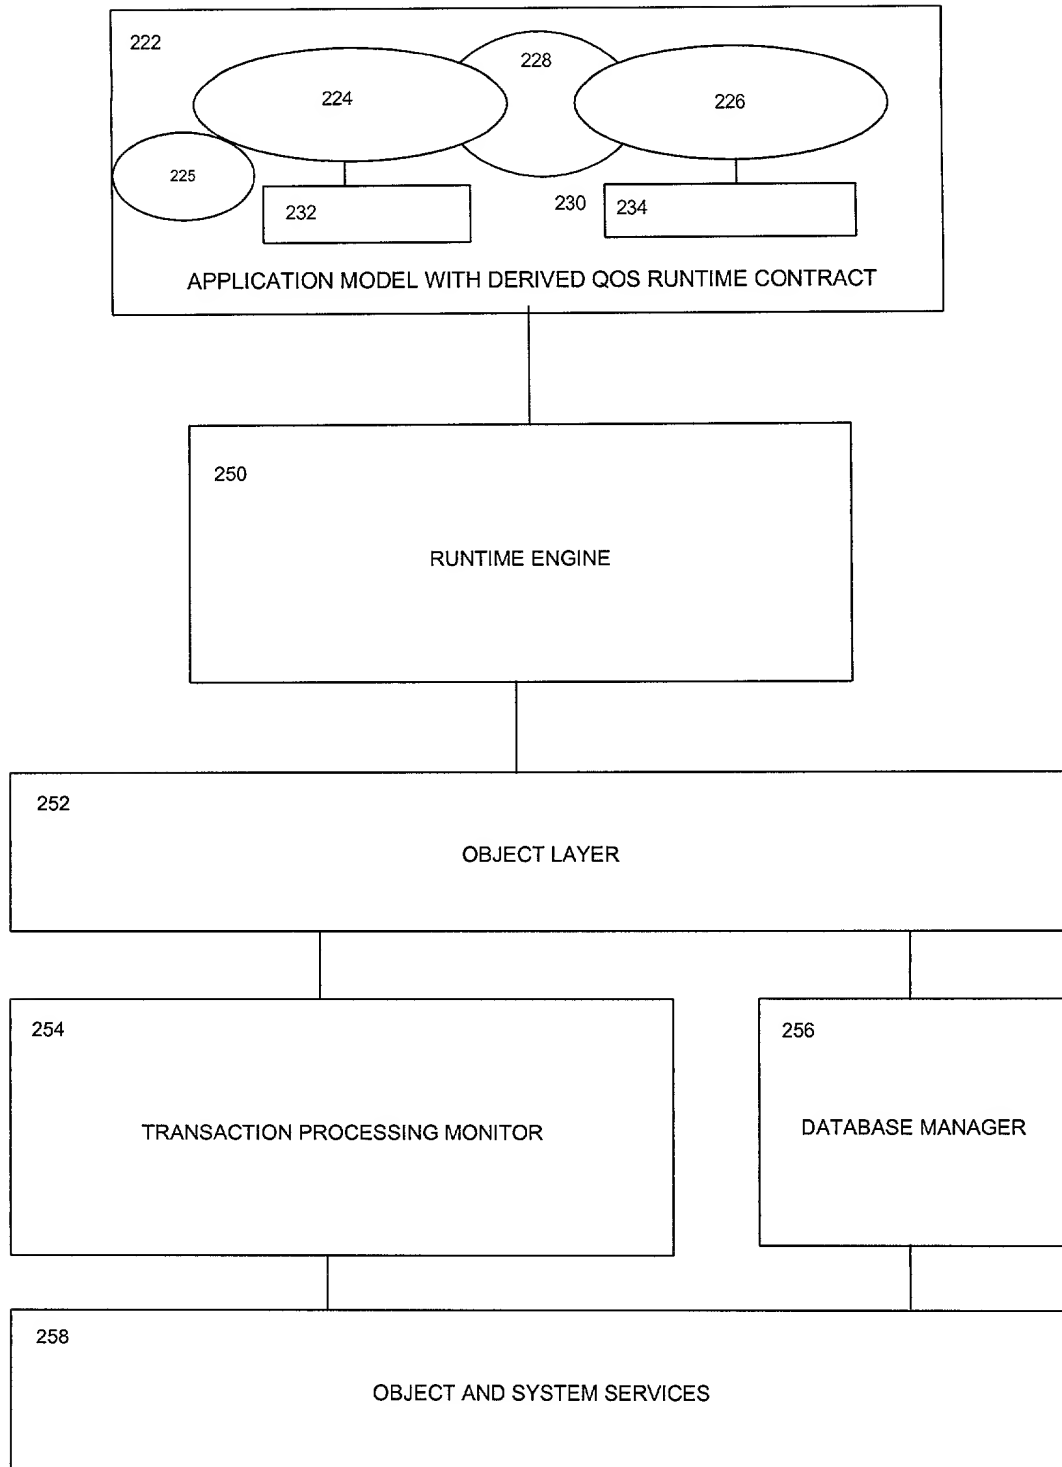 222
228
224
226
225
232
230
234
APPLICATION MODEL WITH DERIVED QOS RUNTIME CONTRACT
250
RUNTIME ENGINE
252
OBJECT LAYER
254
256
TRANSACTION PROCESSING MONITOR
DATABASE MANAGER
258
OBJECT AND SYSTEM SERVICES